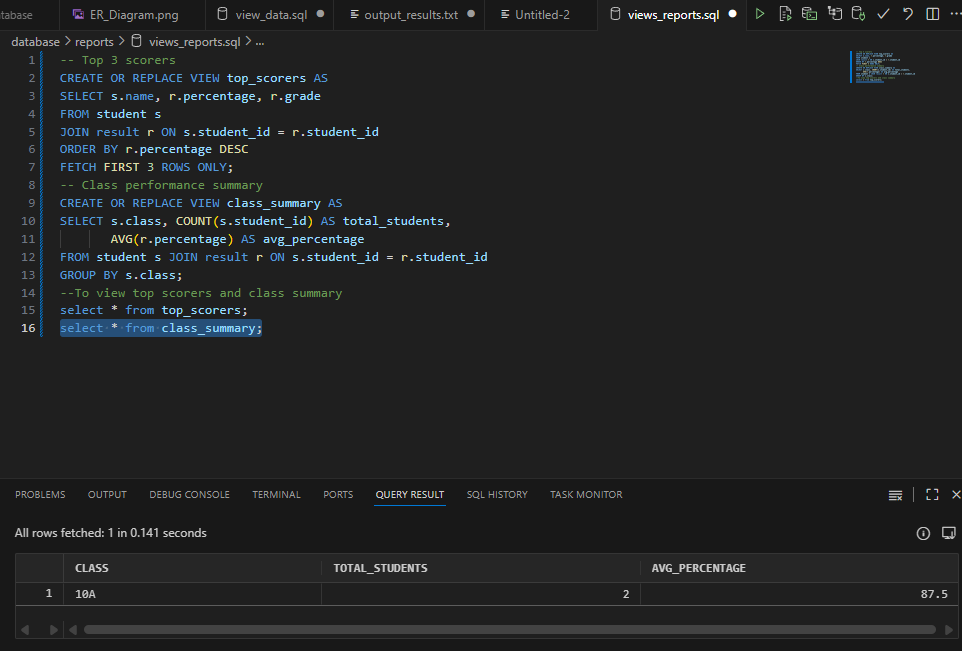 tabase ER_Diagram.png view_data.sql output_results.txt Untitled-2 views_reports.sql
database > reports > views_reports.sql > ...
1 -- Top 3 scorers
2 CREATE OR REPLACE VIEW top_scorers AS
3 SELECT s.name, r.percentage, r.grade
4 FROM student s
5 JOIN result r ON s.student_id = r.student_id
6 ORDER BY r.percentage DESC
7 FETCH FIRST 3 ROWS ONLY;
8 -- Class performance summary
9 CREATE OR REPLACE VIEW class_summary AS
10 SELECT s.class, COUNT(s.student_id) AS total_students,
11 AVG(r.percentage) AS avg_percentage
12 FROM student s JOIN result r ON s.student_id = r.student_id
13 GROUP BY s.class;
14 --To view top scorers and class summary
15 select * from top_scorers;
16 select * from class_summary;
PROBLEMS OUTPUT DEBUG CONSOLE TERMINAL PORTS QUERY RESULT SQL HISTORY TASK MONITOR
All rows fetched: 1 in 0.141 seconds
CLASS TOTAL_STUDENTS AVG_PERCENTAGE
1 10A 2 87.5